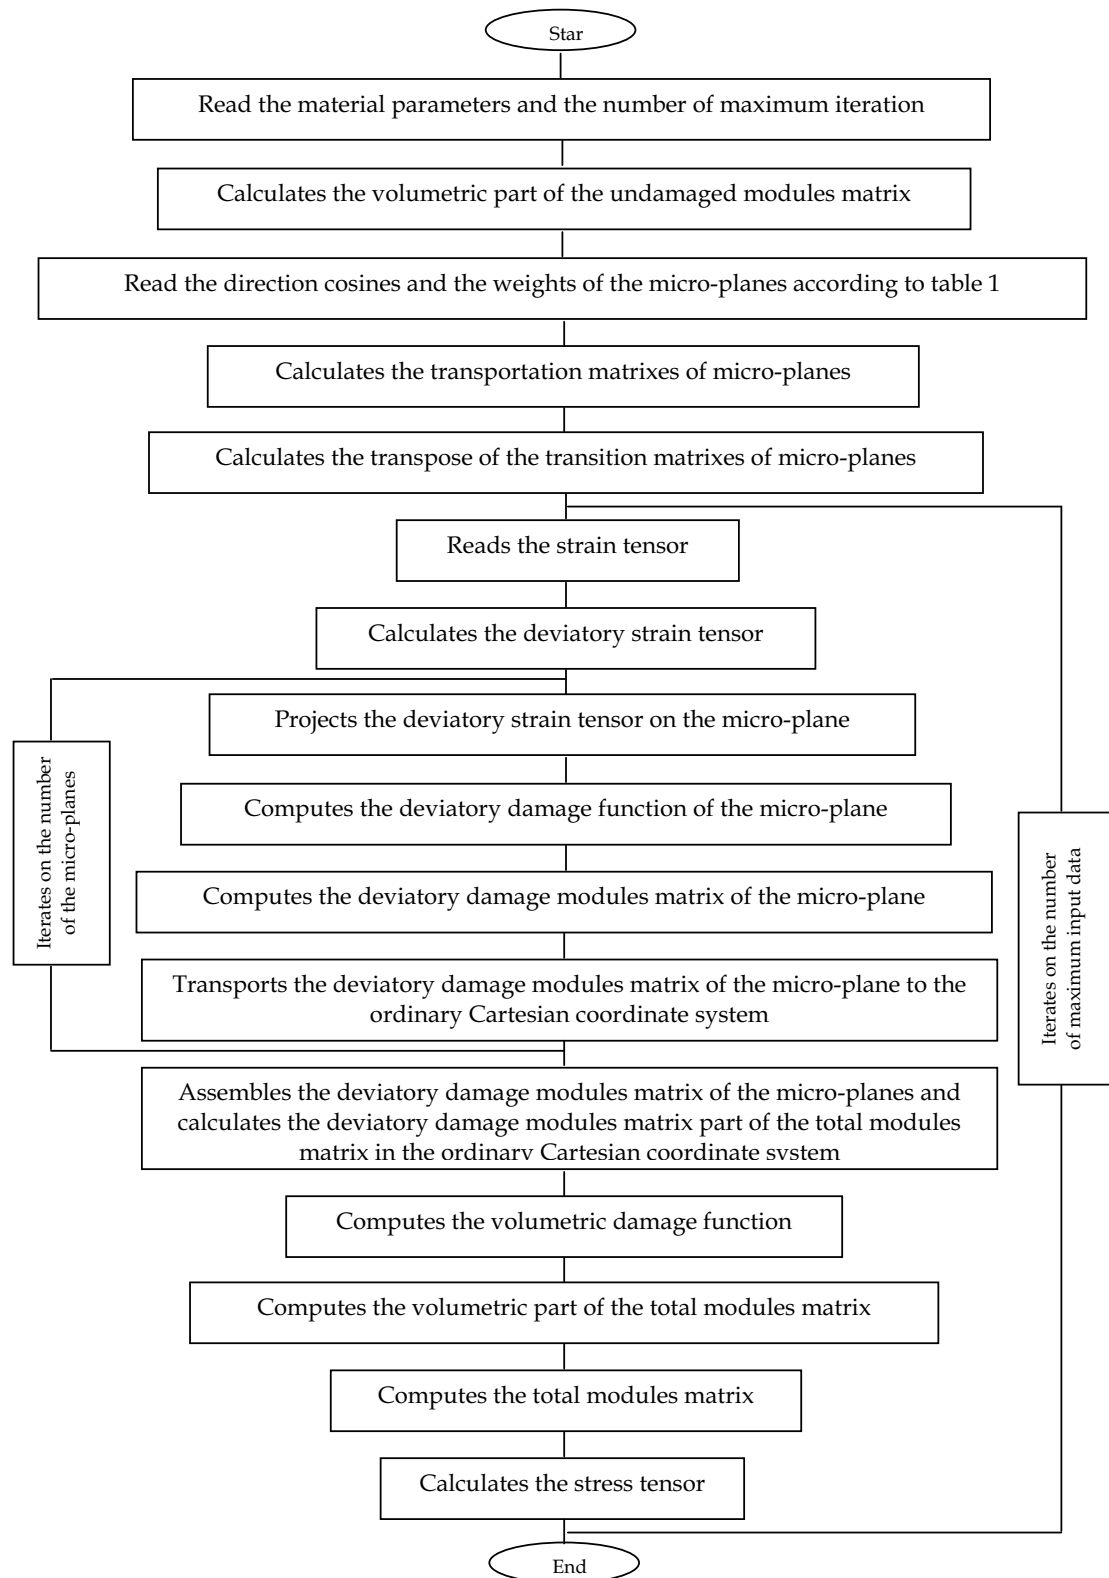 Star
Read the material parameters and the number of maximum iteration
Calculates the volumetric part of the undamaged modules matrix
Read the direction cosines and the weights of the micro-planes according to table 1
Calculates the transportation matrixes of micro-planes
Calculates the transpose of the transition matrixes of micro-planes
Reads the strain tensor
Calculates the deviatory strain tensor
Projects the deviatory strain tensor on the micro-plane
Iterates on the number
of the micro-planes
Computes the deviatory damage function of the micro-plane
Computes the deviatory damage modules matrix of the micro-plane
Iterates on the number
of maximum input data
Transports the deviatory damage modules matrix of the micro-plane to the
ordinary Cartesian coordinate system
Assembles the deviatory damage modules matrix of the micro-planes and
calculates the deviatory damage modules matrix part of the total modules
matrix in the ordinary Cartesian coordinate system
Computes the volumetric damage function
Computes the volumetric part of the total modules matrix
Computes the total modules matrix
Calculates the stress tensor
End